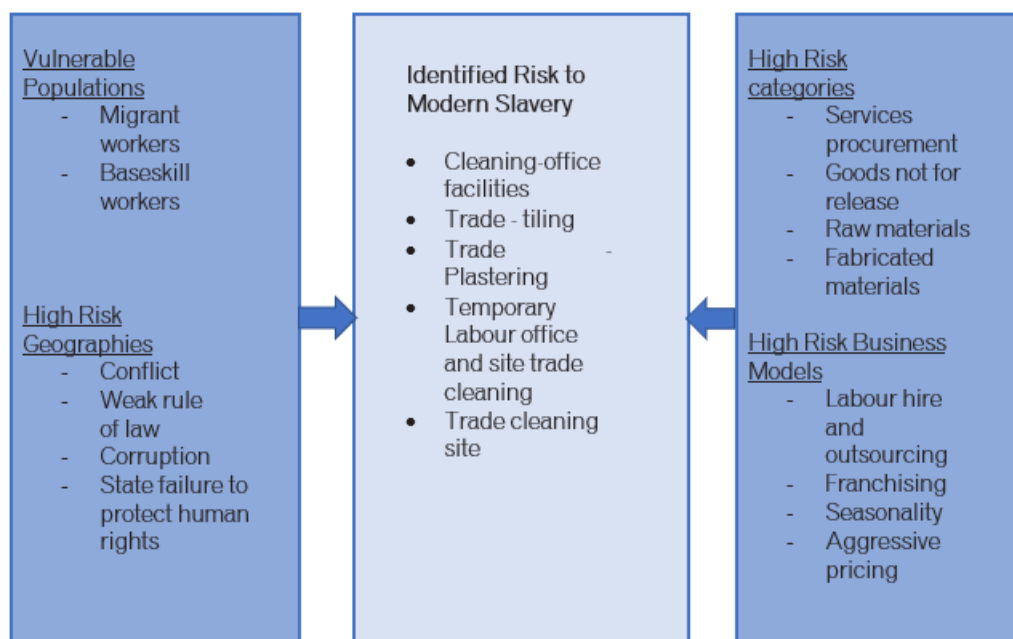 Vulnerable
Populations
- Migrant
workers
- Baseskill
workers
High Risk
Geographies
- Conflict
- Weak rule
of law
- Corruption
- State failure to
protect human
rights
Identified Risk to
Modern Slavery
• Cleaning-office
facilities
• Trade - tiling
• Trade -
Plastering
• Temporary
Labour office
and site trade
cleaning
• Trade cleaning
site
High Risk
categories
- Services
procurement
- Goods not for
release
- Raw materials
- Fabricated
materials
High Risk Business
Models
- Labour hire
and
outsourcing
- Franchising
- Seasonality
- Aggressive
pricing